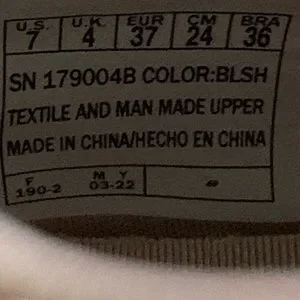 U.S. U.K. EUR CM BRA
7 4 37 24 36
SN 179004B COLOR:BLSH
TEXTILE AND MAN MADE UPPER
MADE IN CHINA/HECHO EN CHINA
F M Y
190-2 03-22